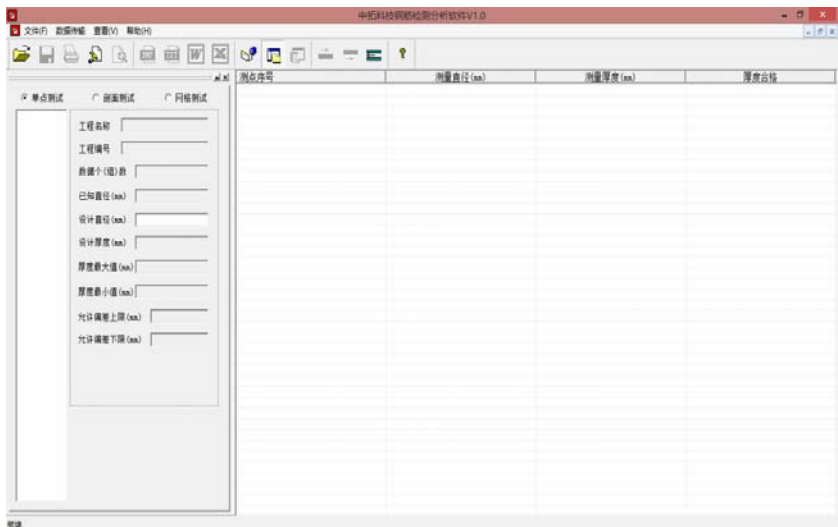 中拓科技钢筋检测分析软件V1.0
文件(F) 数据传输 查看(V) 帮助(H)
测点序号 测量直径(mm) 测量厚度(mm) 厚度合格
单点测试 剖面测试 网格测试
工程名称
工程编号
数据个(组)数
已知直径(mm)
设计直径(mm)
设计厚度(mm)
厚度最大值(mm)
厚度最小值(mm)
允许偏差上限(mm)
允许偏差下限(mm)
就绪